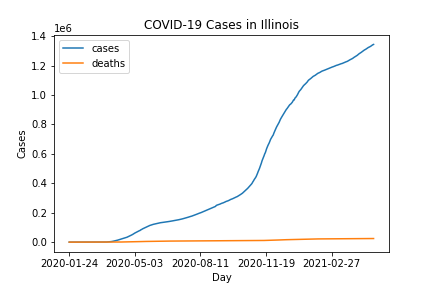 COVID-19 Cases in Illinois
1e6
1.4
1.2
1.0
0.8
0.6
0.4
0.2
0.0
cases
deaths
Cases
2020-01-24 2020-05-03 2020-08-11 2020-11-19 2021-02-27
Day